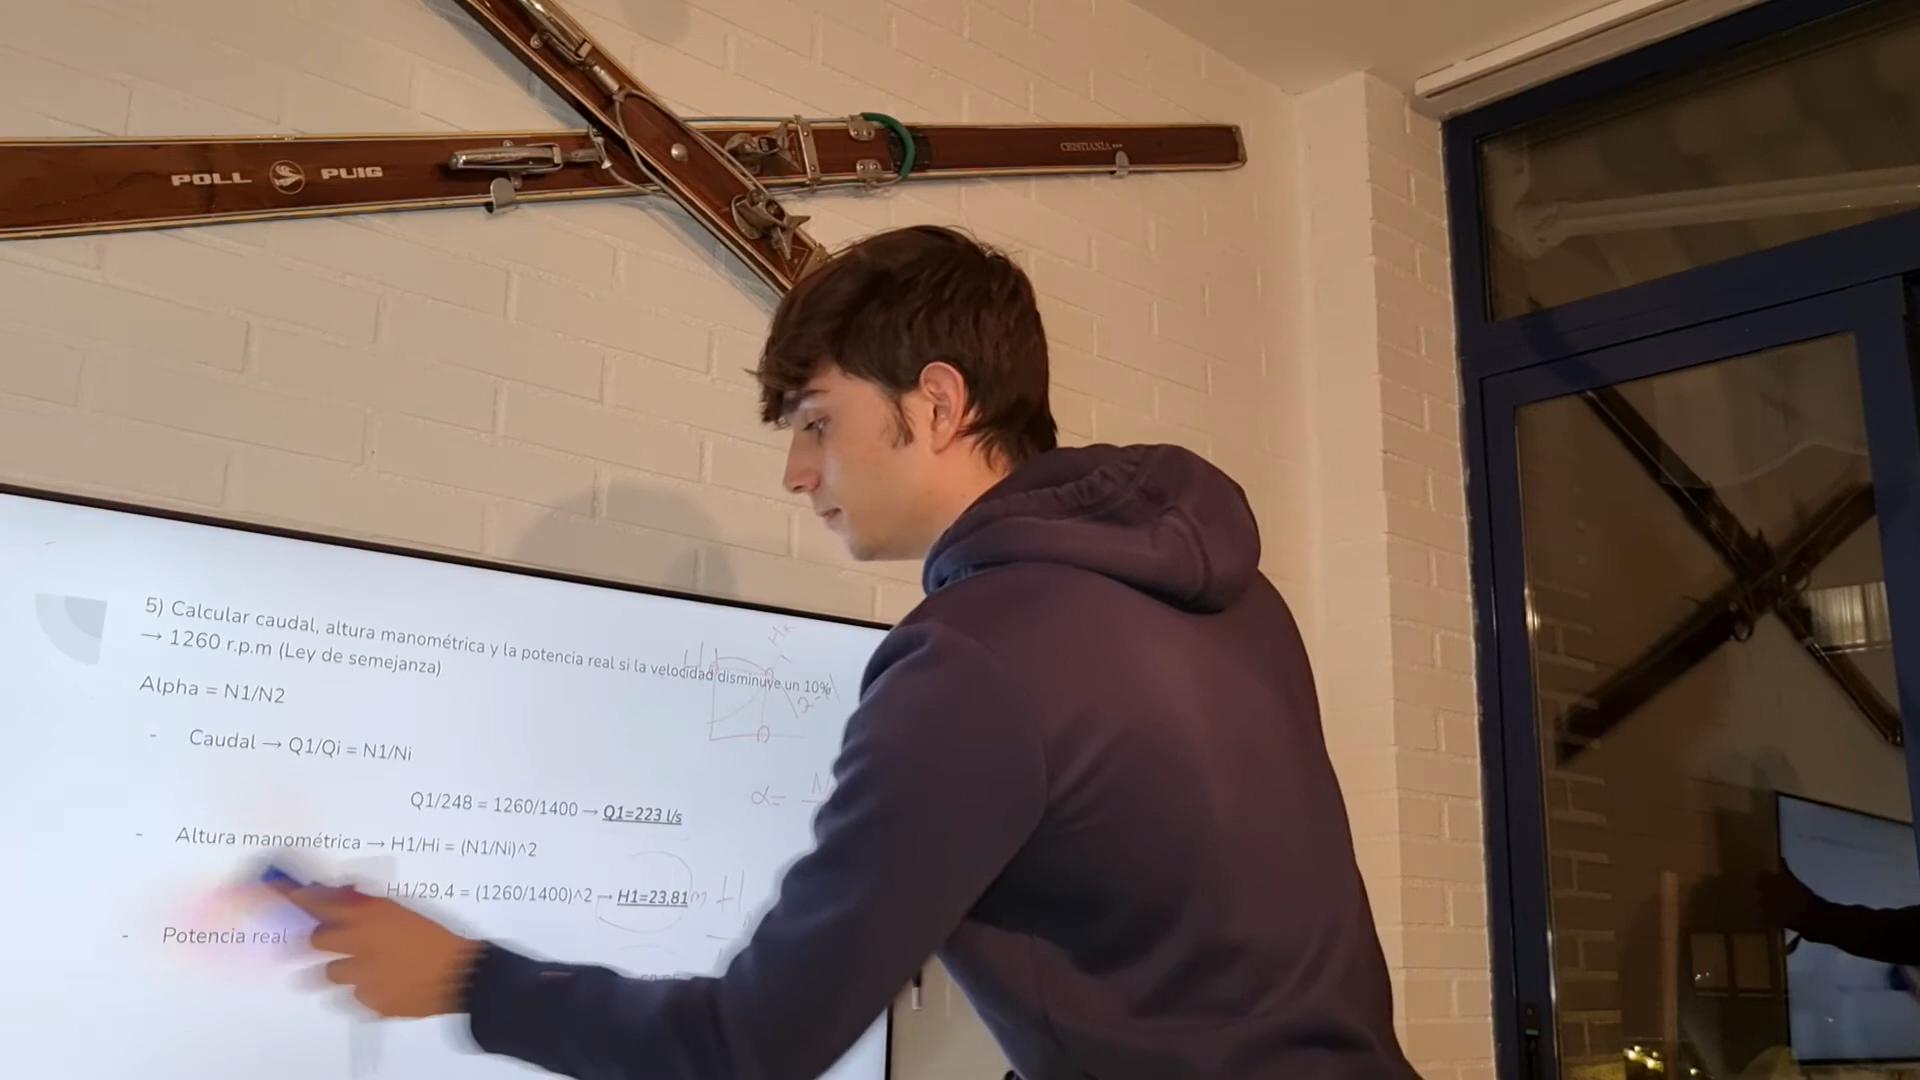 POLL PUIG
CRISTIANIA
5) Calcular caudal, altura manométrica y la potencia real si la velocidad disminuye un 10%
→ 1260 r.p.m (Ley de semejanza)
Alpha = N1/N2
- Caudal → Q1/Qi = N1/Ni
Q1/248 = 1260/1400 → Q1=223 l/s
α= N
- Altura manométrica → H1/Hi = (N1/Ni)^2
H1/29,4 = (1260/1400)^2 → H1=23,81 m H
- Potencia real